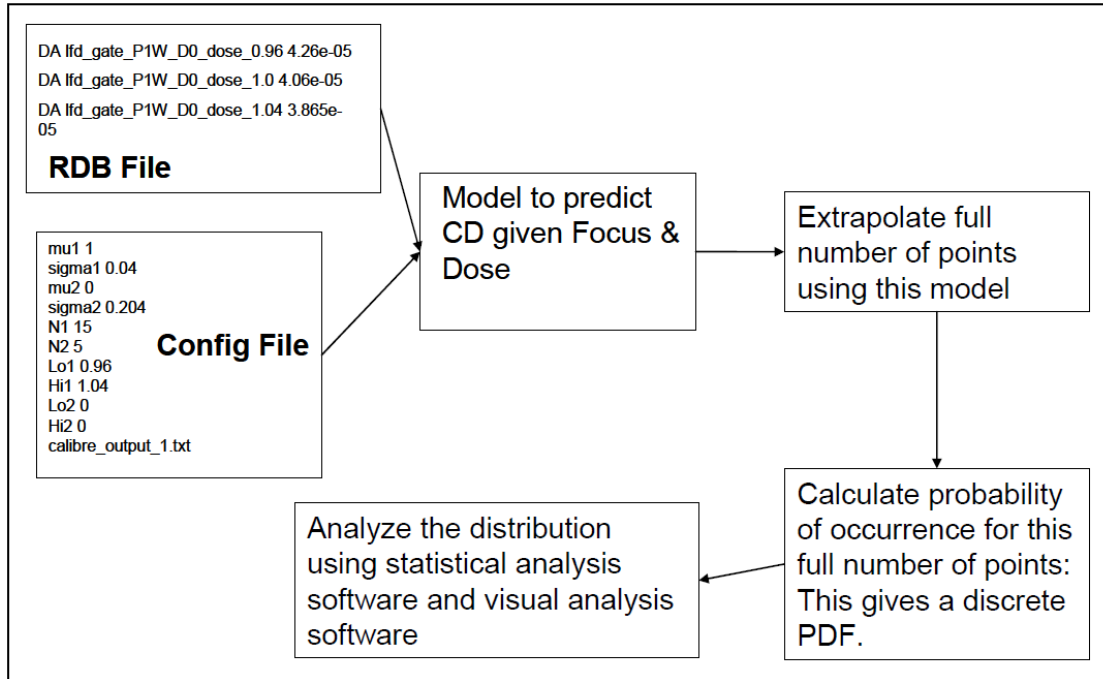 DA lfd_gate_P1W_D0_dose_0.96 4.26e-05
DA lfd_gate_P1W_D0_dose_1.0 4.06e-05
DA lfd_gate_P1W_D0_dose_1.04 3.865e-
05
RDB File
mu1 1
sigma1 0.04
mu2 0
sigma2 0.204
N1 15
N2 5
Lo1 0.96
Hi1 1.04
Lo2 0
Hi2 0
calibre_output_1.txt
Config File
Model to predict
CD given Focus &
Dose
Extrapolate full
number of points
using this model
Calculate probability
of occurrence for this
full number of points:
This gives a discrete
PDF.
Analyze the distribution
using statistical analysis
software and visual analysis
software